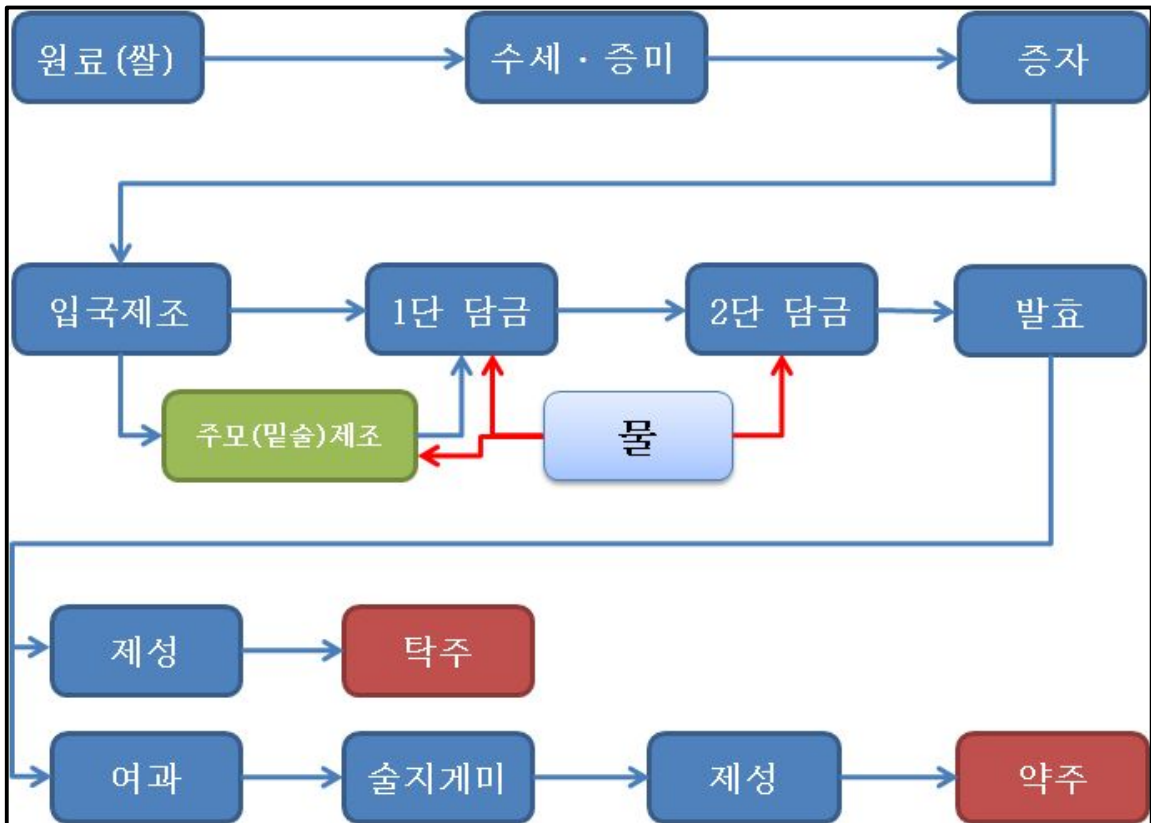 원료(쌀)
수세·증미
증자
입국제조
1단 담금
2단 담금
발효
주모(밑술)제조
물
제성
탁주
여과
술지게미
제성
약주